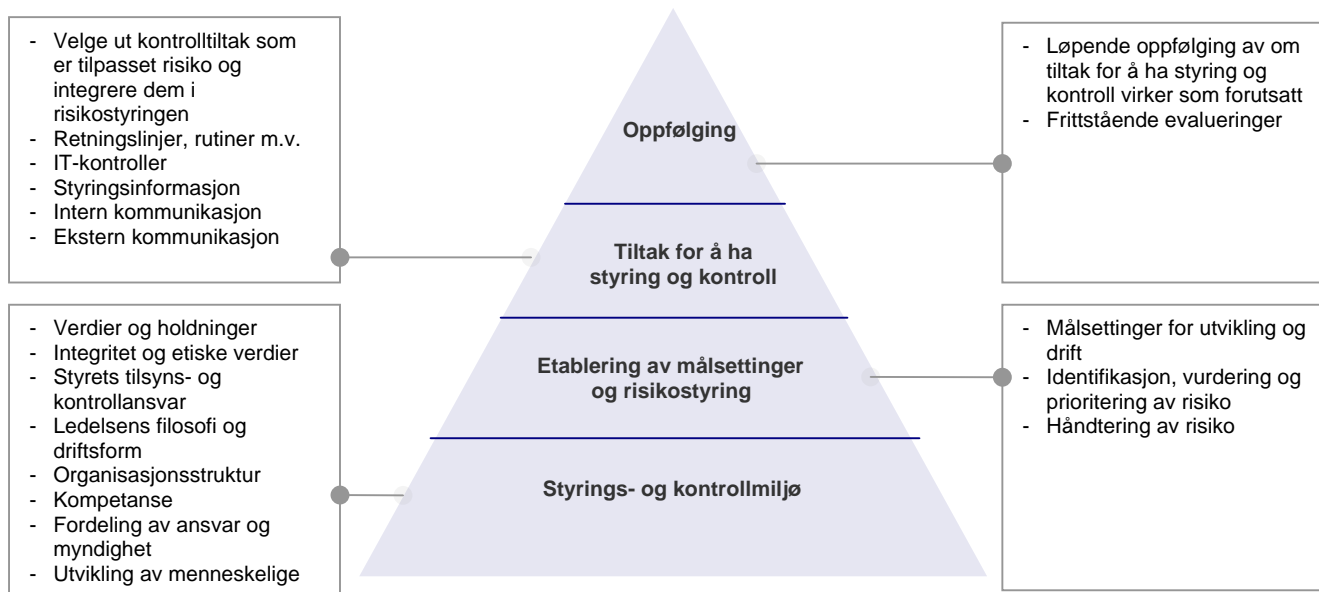 - Velge ut kontrolltiltak som
er tilpasset risiko og
integrere dem i
risikostyringen
- Retningslinjer, rutiner m.v.
- IT-kontroller
- Styringsinformasjon
- Intern kommunikasjon
- Ekstern kommunikasjon
- Løpende oppfølging av om
tiltak for å ha styring og
kontroll virker som forutsatt
- Frittstående evalueringer
Oppfølging
Tiltak for å ha
styring og kontroll
Etablering av målsettinger
og risikostyring
Styrings- og kontrollmiljø
- Verdier og holdninger
- Integritet og etiske verdier
- Styrets tilsyns- og
kontrollansvar
- Ledelsens filosofi og
driftsform
- Organisasjonsstruktur
- Kompetanse
- Fordeling av ansvar og
myndighet
- Utvikling av menneskelige
- Målsettinger for utvikling og
drift
- Identifikasjon, vurdering og
prioritering av risiko
- Håndtering av risiko